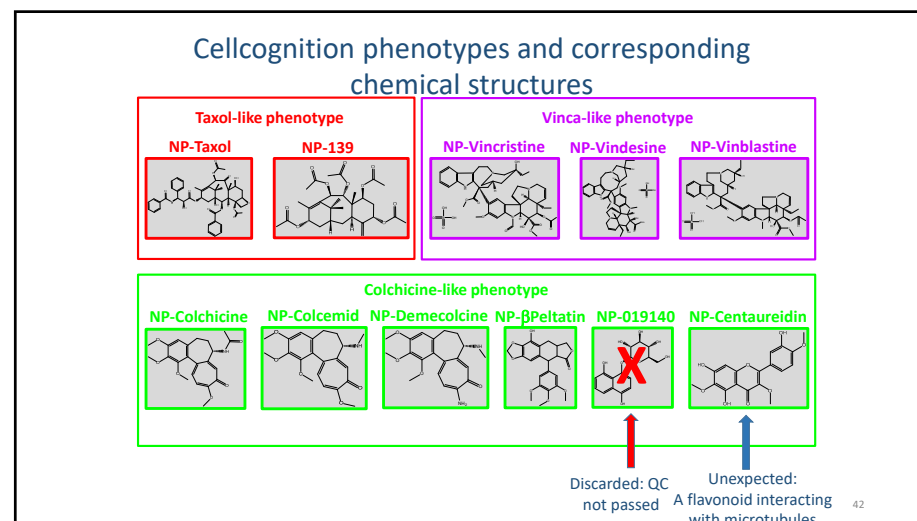 Cellcognition phenotypes and corresponding
chemical structures
Taxol-like phenotype
NP-Taxol NP-139
Vinca-like phenotype
NP-Vincristine NP-Vindesine NP-Vinblastine
Colchicine-like phenotype
NP-Colchicine NP-Colcemid NP-Demecolcine NP-βPeltatin NP-019140 NP-Centaureidin
X
Discarded: QC
not passed
Unexpected:
A flavonoid interacting
with microtubules
42